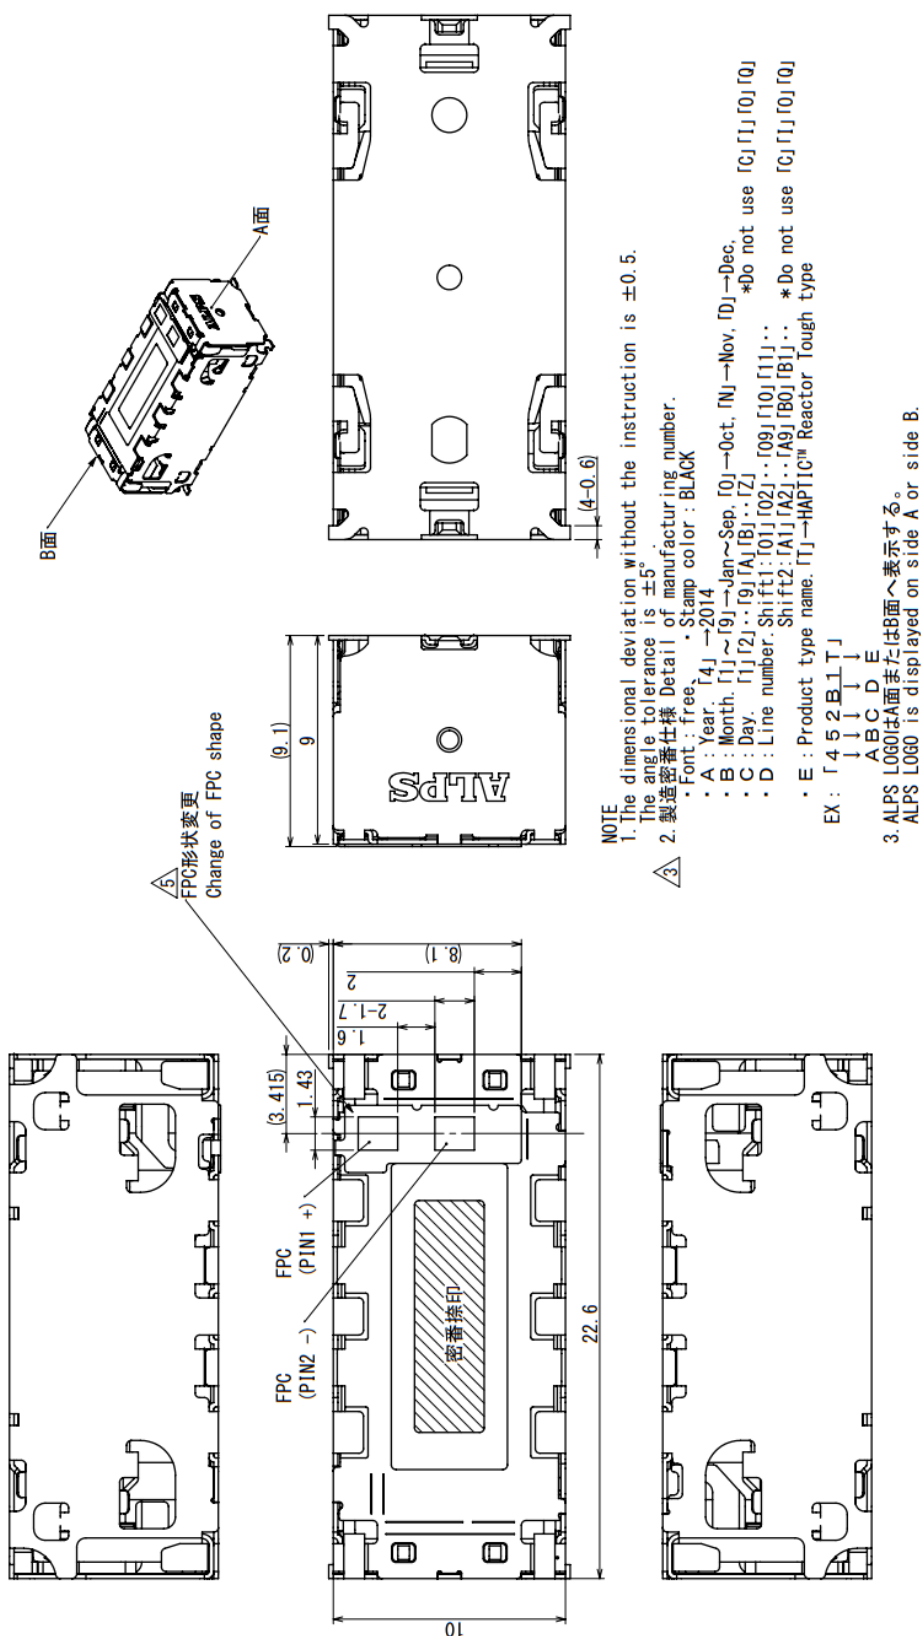 B面
A面
(4-0.6)
(9.1)
9
ALPS
5
FPC形状変更
Change of FPC shape
(0.2)
(8.1)
2
2-1.7
1.6
(3.415)
1.43
FPC
(PIN1 +)
FPC
(PIN2 -)
密番捺印
22.6
10
NOTE
1. The dimensional deviation without the instruction is ±0.5.
The angle tolerance is ±5°
3
2. 製造密番仕様 Detail of manufacturing number.
・Font : free、 ・Stamp color : BLACK
・A : Year. 「4」 →2014
・B : Month. 「1」~「9」→Jan~Sep, 「O」→Oct, 「N」→Nov, 「D」→Dec,
・C : Day. 「1」「2」‥「9」「A」「B」‥「Z」 *Do not use 「C」「I」「O」「Q」
・D : Line number. Shift1:「01」「02」‥「09」「10」「11」‥
Shift2:「A1」「A2」‥「A9」「B0」「B1」‥ *Do not use 「C」「I」「O」「Q」
・E : Product type name. 「T」→HAPTIC™ Reactor Tough type
EX : 「452B1T」
↓↓↓ ↓ ↓
A B C D E
3. ALPS LOGOはA面またはB面へ表示する。
ALPS LOGO is displayed on side A or side B.